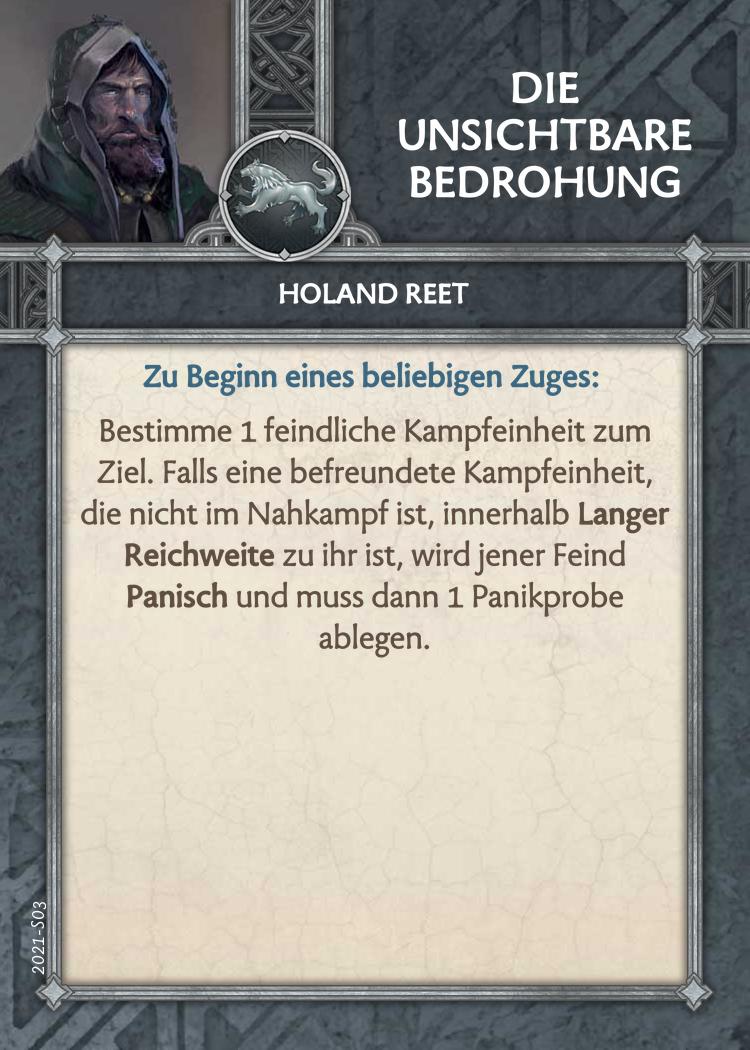 DIE
UNSICHTBARE
BEDROHUNG
HOLAND REET
Zu Beginn eines beliebigen Zuges:
Bestimme 1 feindliche Kampfeinheit zum
Ziel. Falls eine befreundete Kampfeinheit,
die nicht im Nahkampf ist, innerhalb Langer
Reichweite zu ihr ist, wird jener Feind
Panisch und muss dann 1 Panikprobe
ablegen.
2021-S03